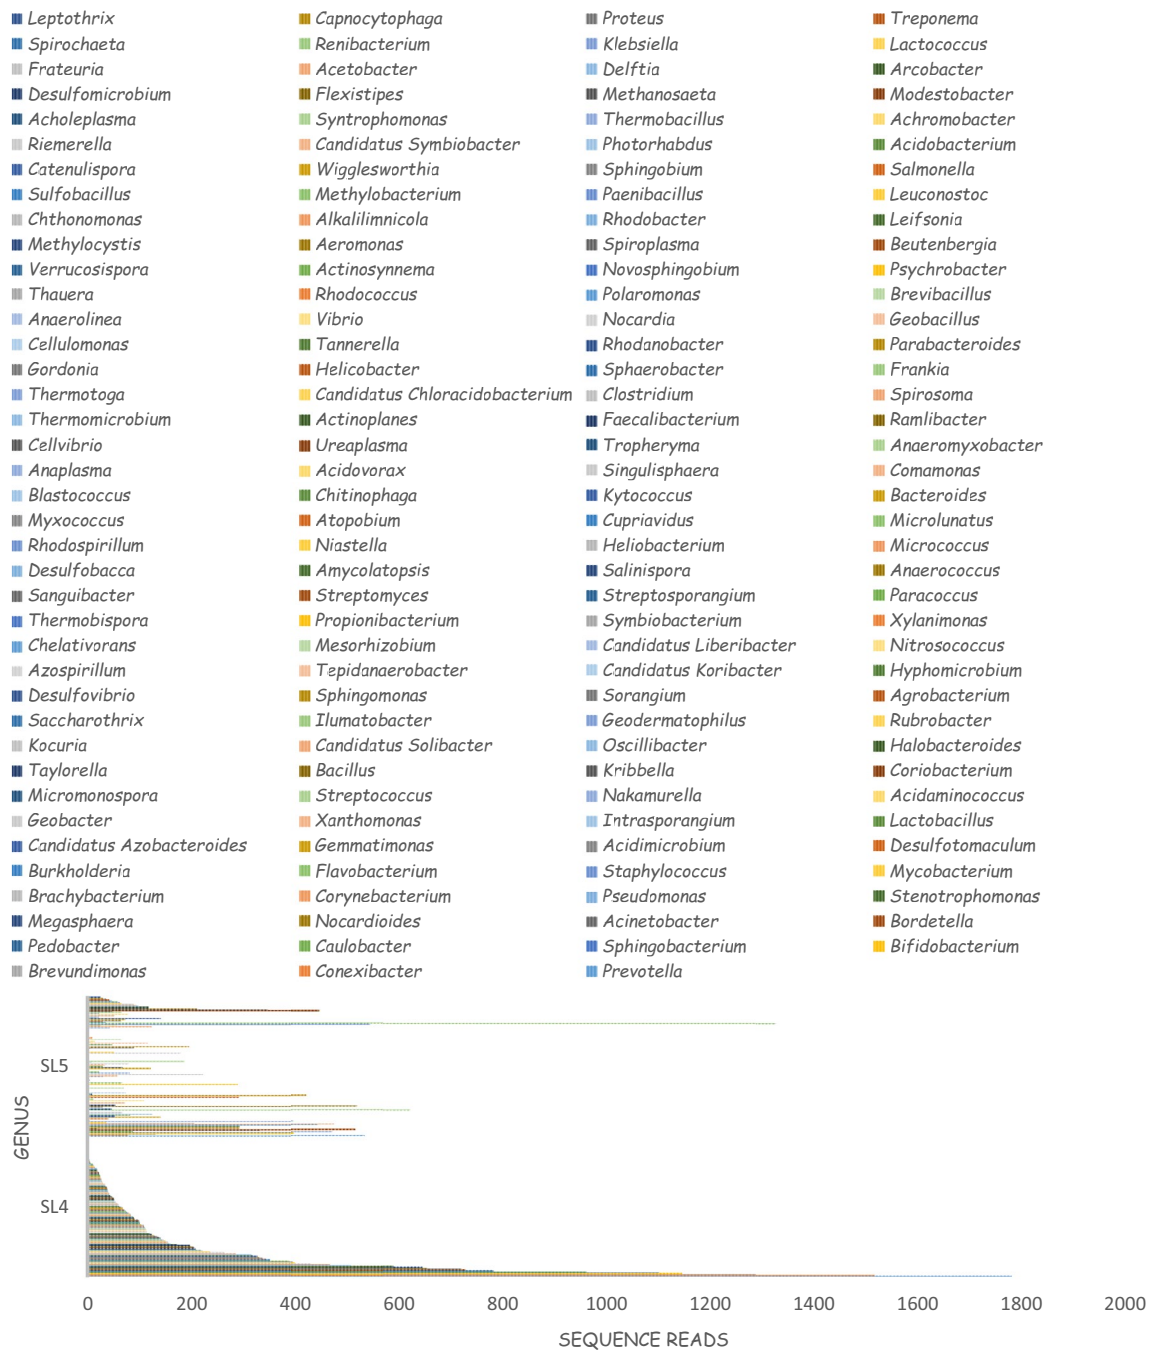 Leptothrix Capnocytophaga Proteus Treponema
Spirochaeta Renibacterium Klebsiella Lactococcus
Frateuria Acetobacter Delftia Arcobacter
Desulfomicrobium Flexistipes Methanosaeta Modestobacter
Acholeplasma Syntrophomonas Thermobacillus Achromobacter
Riemerella Candidatus Symbiobacter Photorhabdus Acidobacterium
Catenulispora Wigglesworthia Sphingobium Salmonella
Sulfobacillus Methylobacterium Paenibacillus Leuconostoc
Chthonomonas Alkalilimnicola Rhodobacter Leifsonia
Methylocystis Aeromonas Spiroplasma Beutenbergia
Verrucosispora Actinosynnema Novosphingobium Psychrobacter
Thauera Rhodococcus Polaromonas Brevibacillus
Anaerolinea Vibrio Nocardia Geobacillus
Cellulomonas Tannerella Rhodanobacter Parabacteroides
Gordonia Helicobacter Sphaerobacter Frankia
Thermotoga Candidatus Chloracidobacterium Clostridium Spirosoma
Thermomicrobium Actinoplanes Faecalibacterium Ramlibacter
Cellvibrio Ureaplasma Tropheryma Anaeromyxobacter
Anaplasma Acidovorax Singulisphaera Comamonas
Blastococcus Chitinophaga Kytococcus Bacteroides
Myxococcus Atopobium Cupriavidus Microlunatus
Rhodospirillum Niastella Heliobacterium Micrococcus
Desulfobacca Amycolatopsis Salinispora Anaerococcus
Sanguibacter Streptomyces Streptosporangium Paracoccus
Thermobispora Propionibacterium Symbiobacterium Xylanimonas
Chelativorans Mesorhizobium Candidatus Liberibacter Nitrosococcus
Azospirillum Tepidanaerobacter Candidatus Koribacter Hyphomicrobium
Desulfovibrio Sphingomonas Sorangium Agrobacterium
Saccharothrix Ilumatobacter Geodermatophilus Rubrobacter
Kocuria Candidatus Solibacter Oscillibacter Halobacteroides
Taylorella Bacillus Kribbella Coriobacterium
Micromonospora Streptococcus Nakamurella Acidaminococcus
Geobacter Xanthomonas Intrasporangium Lactobacillus
Candidatus Azobacteroides Gemmatimonas Acidimicrobium Desulfotomaculum
Burkholderia Flavobacterium Staphylococcus Mycobacterium
Brachybacterium Corynebacterium Pseudomonas Stenotrophomonas
Megasphaera Nocardioides Acinetobacter Bordetella
Pedobacter Caulobacter Sphingobacterium Bifidobacterium
Brevundimonas Conexibacter Prevotella
SL5
GENUS
SL4
0 200 400 600 800 1000 1200 1400 1600 1800 2000
SEQUENCE READS